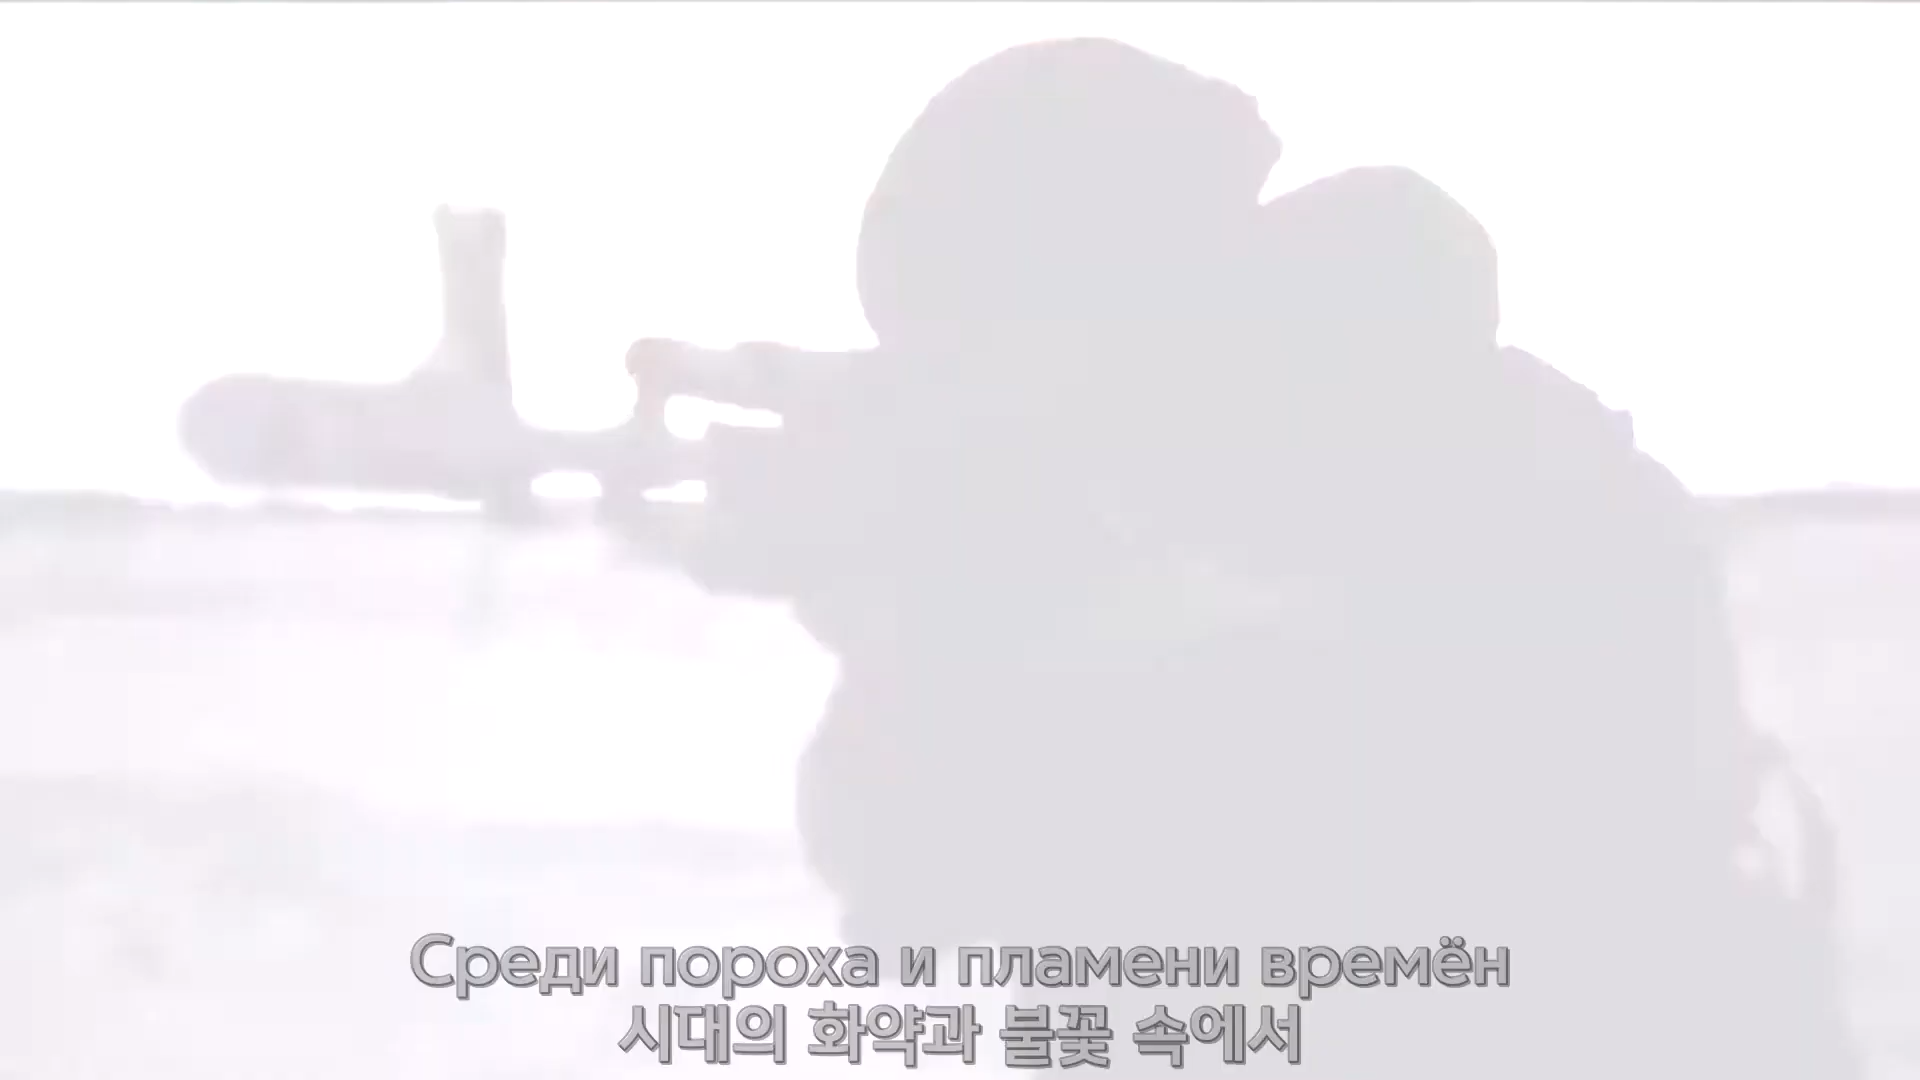 Среди пороха и пламени времён
시대의 화약과 불꽃 속에서